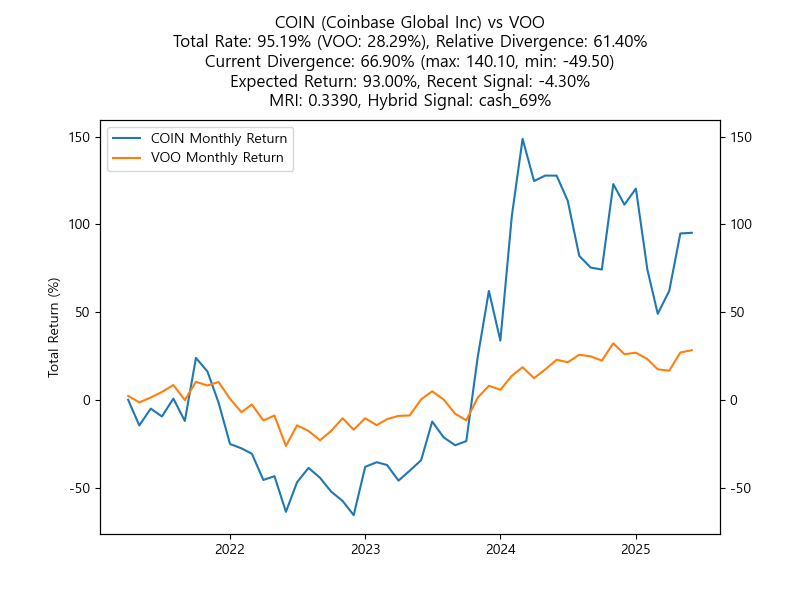 COIN (Coinbase Global Inc) vs VOO
Total Rate: 95.19% (VOO: 28.29%), Relative Divergence: 61.40%
Current Divergence: 66.90% (max: 140.10, min: -49.50)
Expected Return: 93.00%, Recent Signal: -4.30%
MRI: 0.3390, Hybrid Signal: cash_69%
COIN Monthly Return
VOO Monthly Return
Total Return (%)
150
100
50
0
-50
150
100
50
0
-50
2022
2023
2024
2025